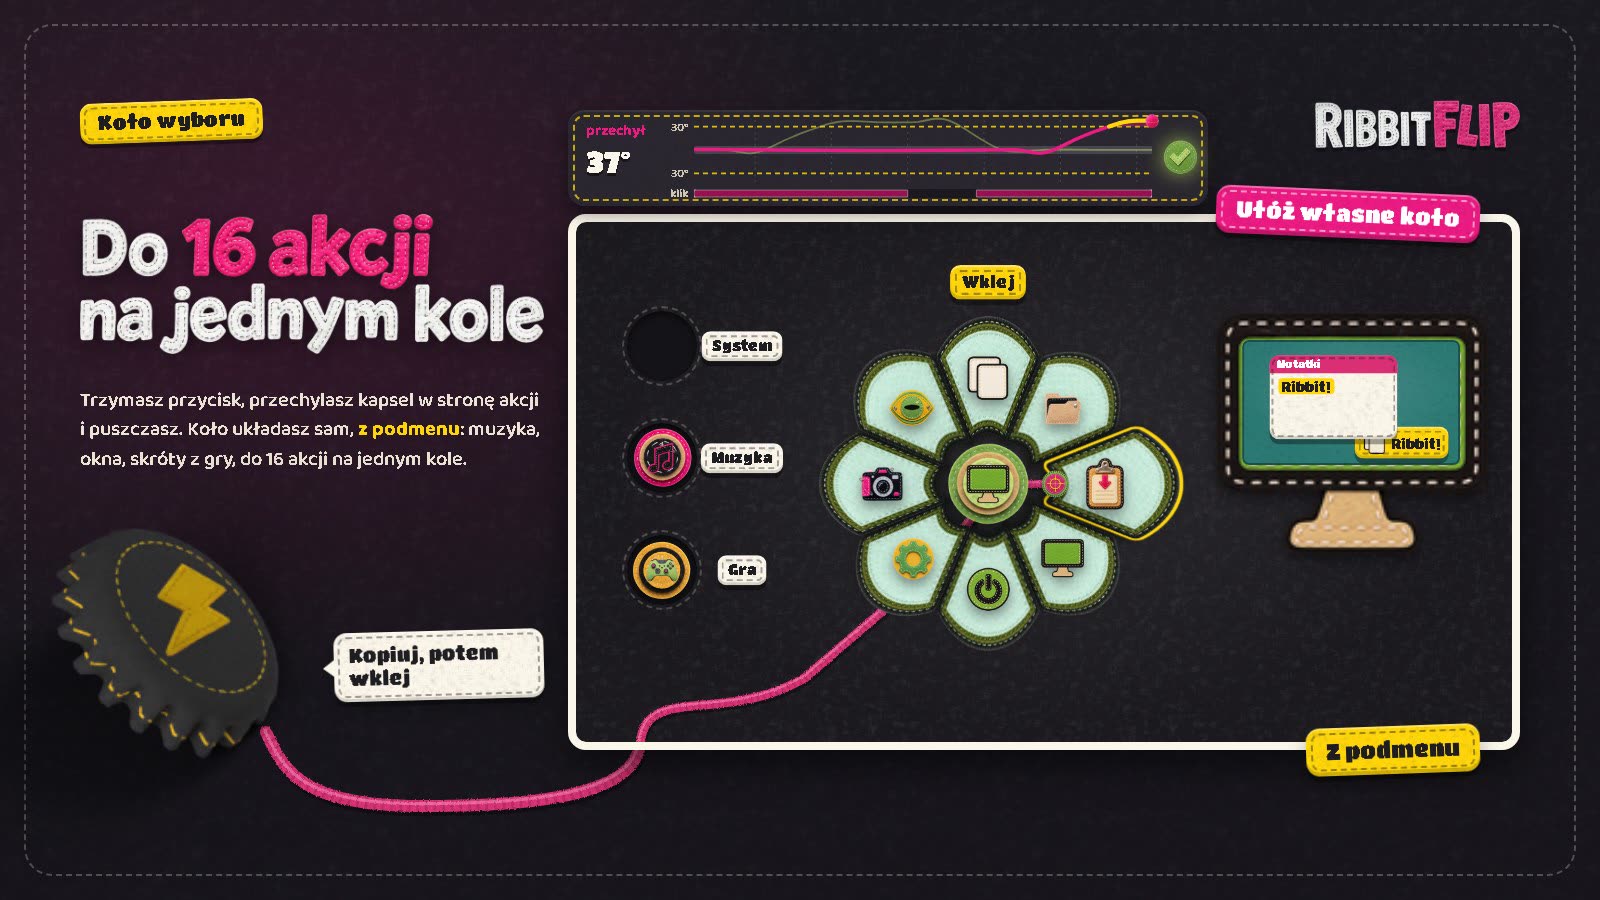 Koło wyboru
RIBBITFLIP
Do 16 akcji
na jednym kole
Trzymasz przycisk, przechylasz kapsel w stronę akcji
i puszczasz. Koło układasz sam, z podmenu: muzyka,
okna, skróty z gry, do 16 akcji na jednym kole.
Kopiuj, potem
wklej
przechył
37°
30°
30°
klik
Ułóż własne koło
Wklej
System
Muzyka
Gra
Notatki
Ribbit!
Ribbit!
Z podmenu